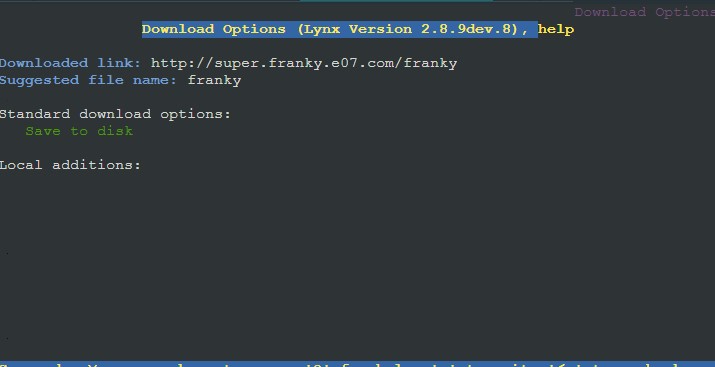 Download Options
Download Options (Lynx Version 2.8.9dev.8), help
Downloaded link: http://super.franky.e07.com/franky
Suggested file name: franky
Standard download options:
Save to disk
Local additions: